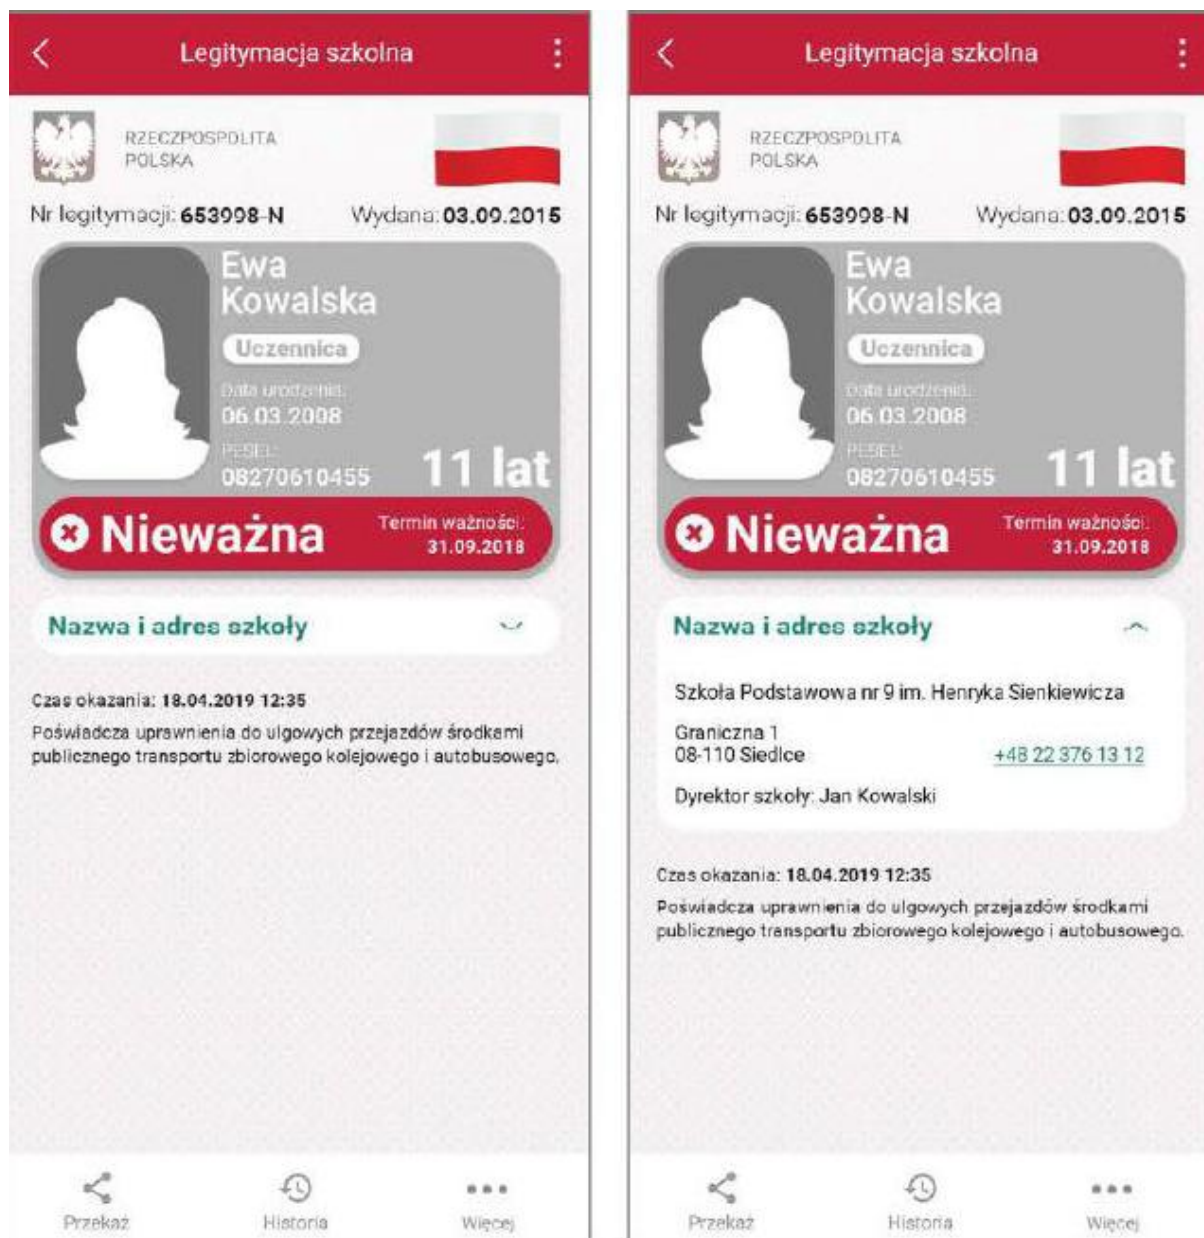 Legitymacja szkolna
RZECZPOSPOLITA
POLSKA
Nr legitymacji: 653998-N Wydana: 03.09.2015
Ewa
Kowalska
Uczennica
Data urodzenia:
06.03.2008
PESEL:
08270610455
11 lat
Nieważna
Termin ważności:
31.09.2018
Nazwa i adres szkoły
Czas okazania: 18.04.2019 12:35
Poświadcza uprawnienia do ulgowych przejazdów środkami
publicznego transportu zbiorowego kolejowego i autobusowego.
Przekaż Historia Więcej
Legitymacja szkolna
RZECZPOSPOLITA
POLSKA
Nr legitymacji: 653998-N Wydana: 03.09.2015
Ewa
Kowalska
Uczennica
Data urodzenia:
06.03.2008
PESEL:
08270610455
11 lat
Nieważna
Termin ważności:
31.09.2018
Nazwa i adres szkoły
Szkoła Podstawowa nr 9 im. Henryka Sienkiewicza
Graniczna 1
08-110 Siedlce +48 22 376 13 12
Dyrektor szkoły: Jan Kowalski
Czas okazania: 18.04.2019 12:35
Poświadcza uprawnienia do ulgowych przejazdów środkami
publicznego transportu zbiorowego kolejowego i autobusowego.
Przekaż Historia Więcej